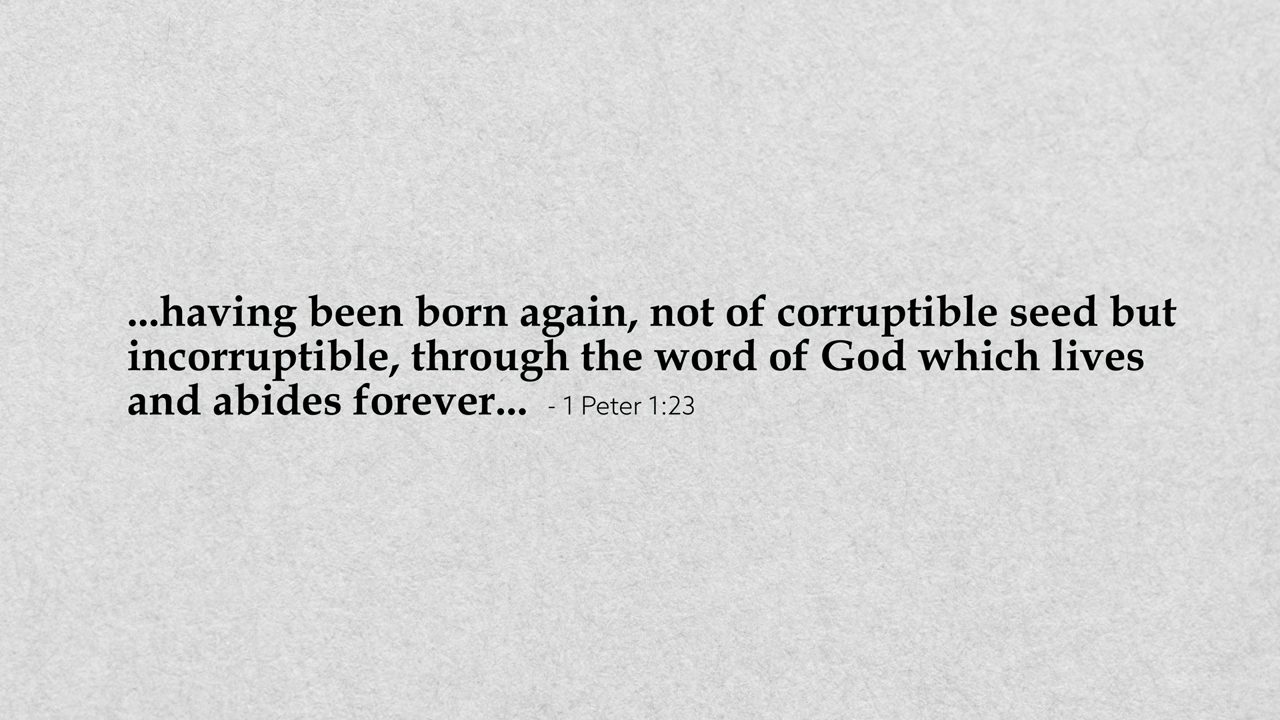 ...having been born again, not of corruptible seed but
incorruptible, through the word of God which lives
and abides forever... - 1 Peter 1:23